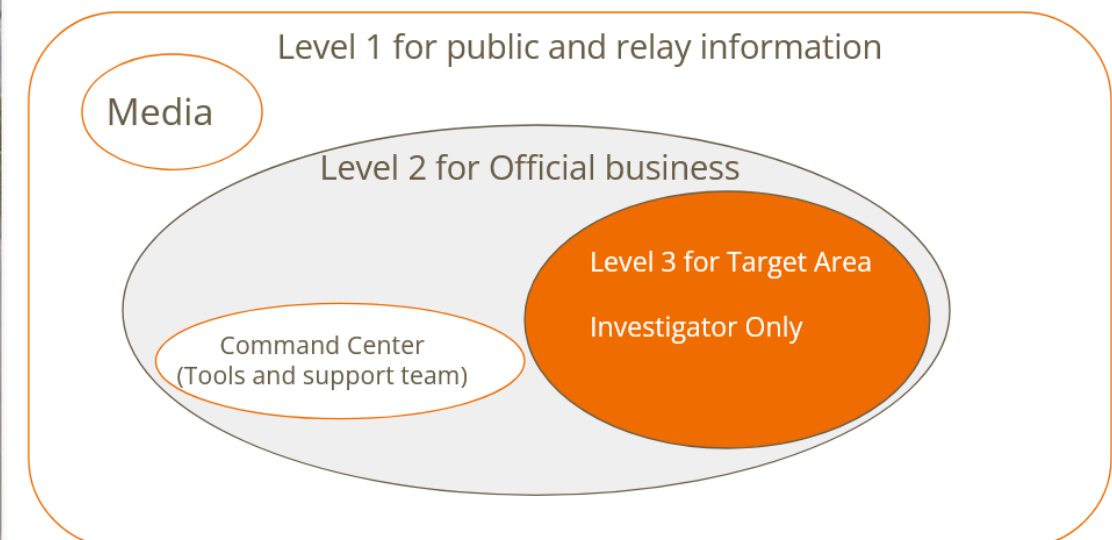 Level 1 for public and relay information
Media
Level 2 for Official business
Level 3 for Target Area
Investigator Only
Command Center
(Tools and support team)